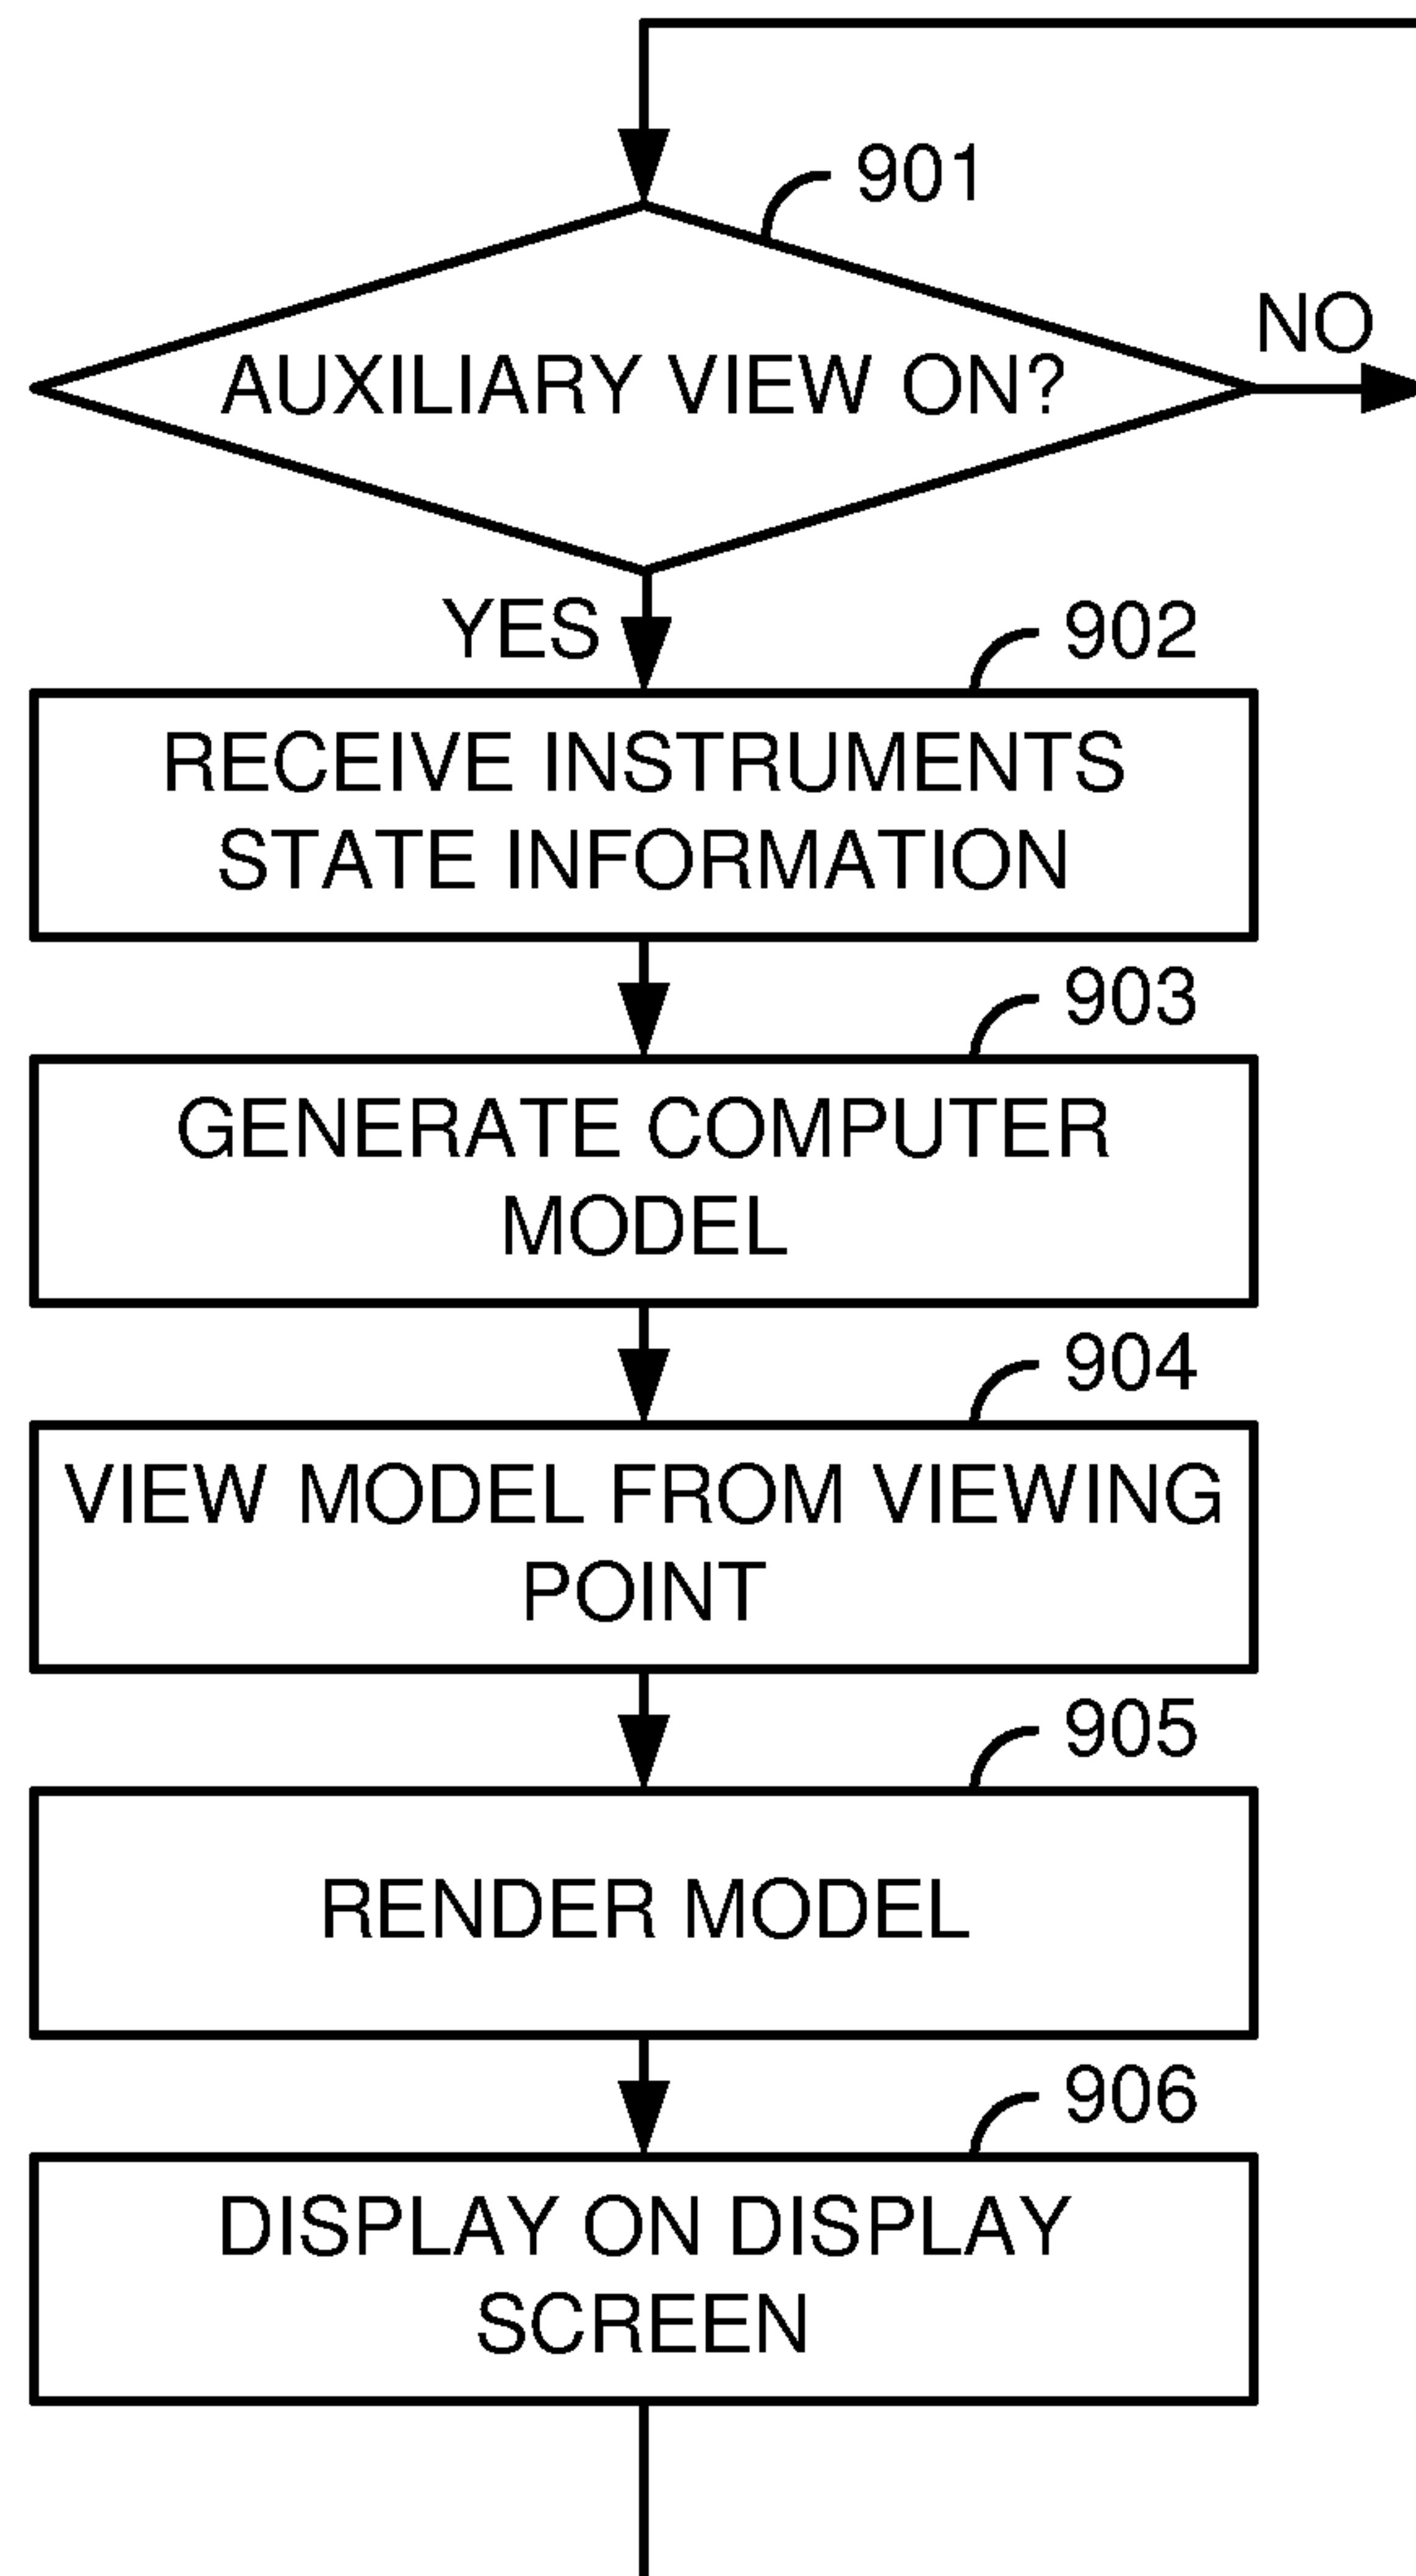 901
AUXILIARY VIEW ON?
NO
YES
902
RECEIVE INSTRUMENTS
STATE INFORMATION
903
GENERATE COMPUTER
MODEL
904
VIEW MODEL FROM VIEWING
POINT
905
RENDER MODEL
906
DISPLAY ON DISPLAY
SCREEN